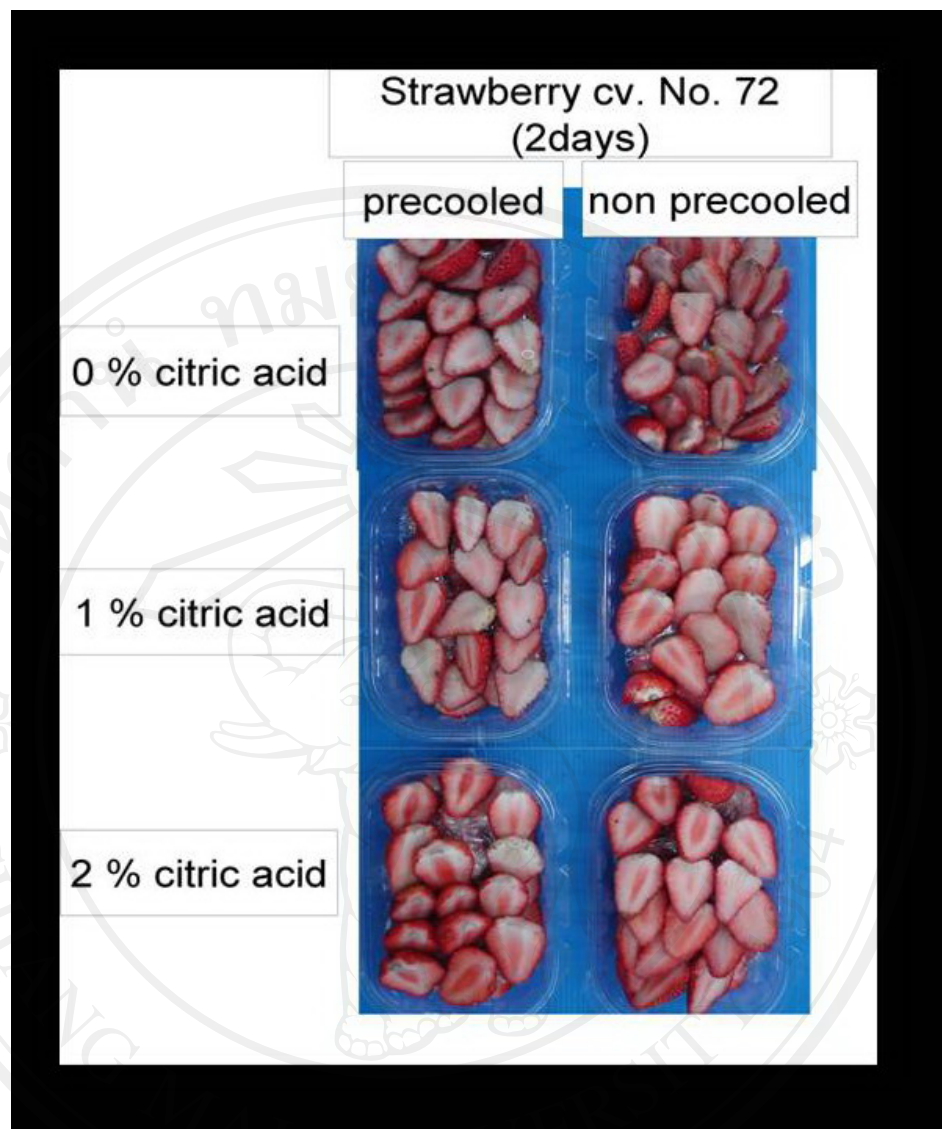 Strawberry cv. No. 72
(2days)
precooled non precooled
0 % citric acid
1 % citric acid
2 % citric acid